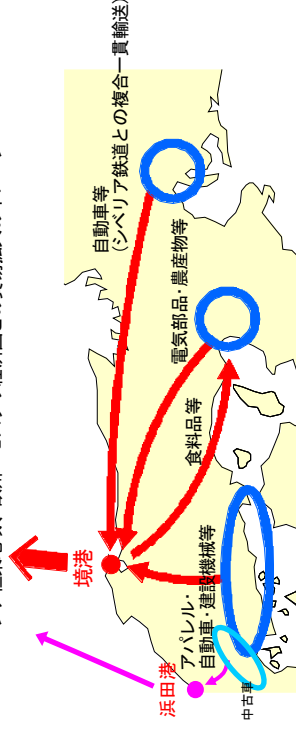 自動車等
(シベリア鉄道との複合一貫輸送)
電気部品・農産物等
食料品等
境港
アパレル・
自動車・建設機械等
浜田港
中古車